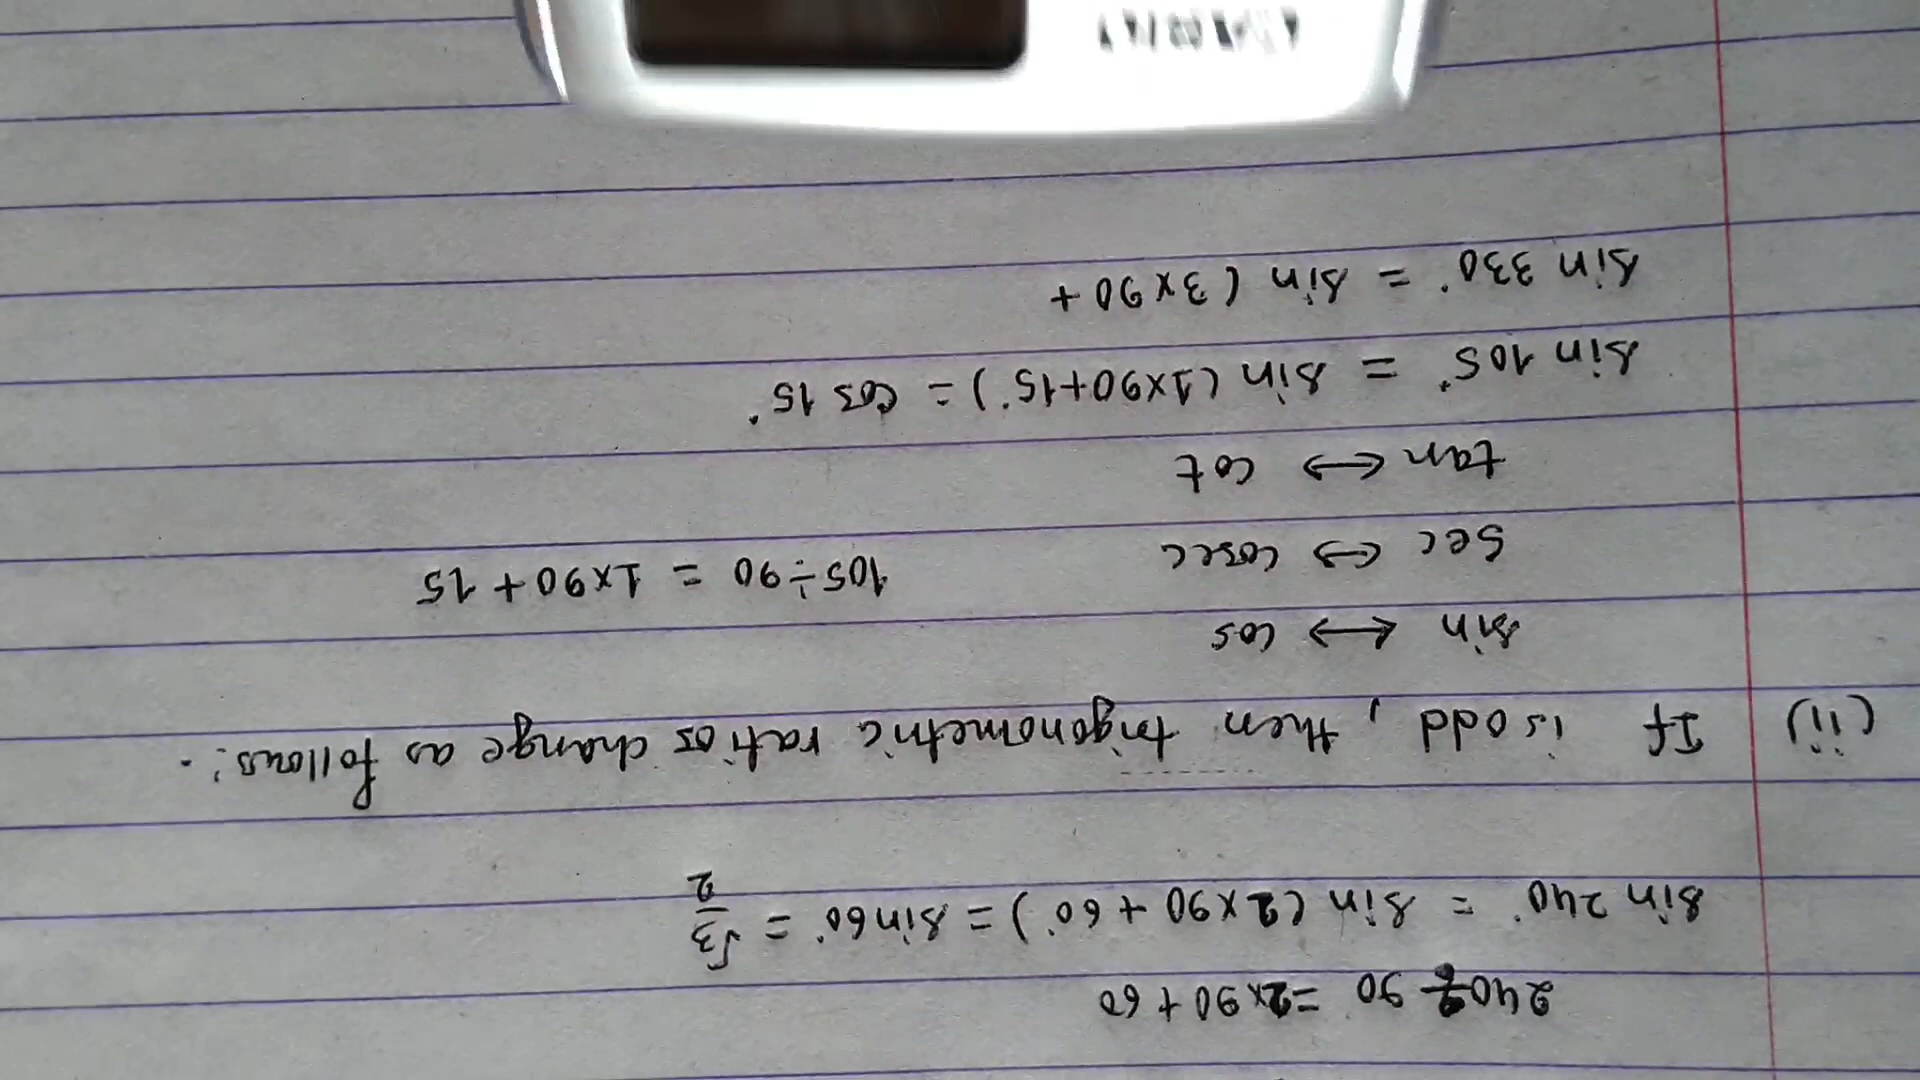 240÷90 = 2×90+60
sin 240° = sin (2×90 + 60°) = sin 60° = √3/2
(ii) If is odd, then trigonometric ratios change as follows:-
sin ↔ cos
sec ↔ cosec 105÷90 = 1×90 + 15
tan ↔ cot
sin 105° = sin (1×90+15°) = cos 15°
sin 330° = sin (3×90+